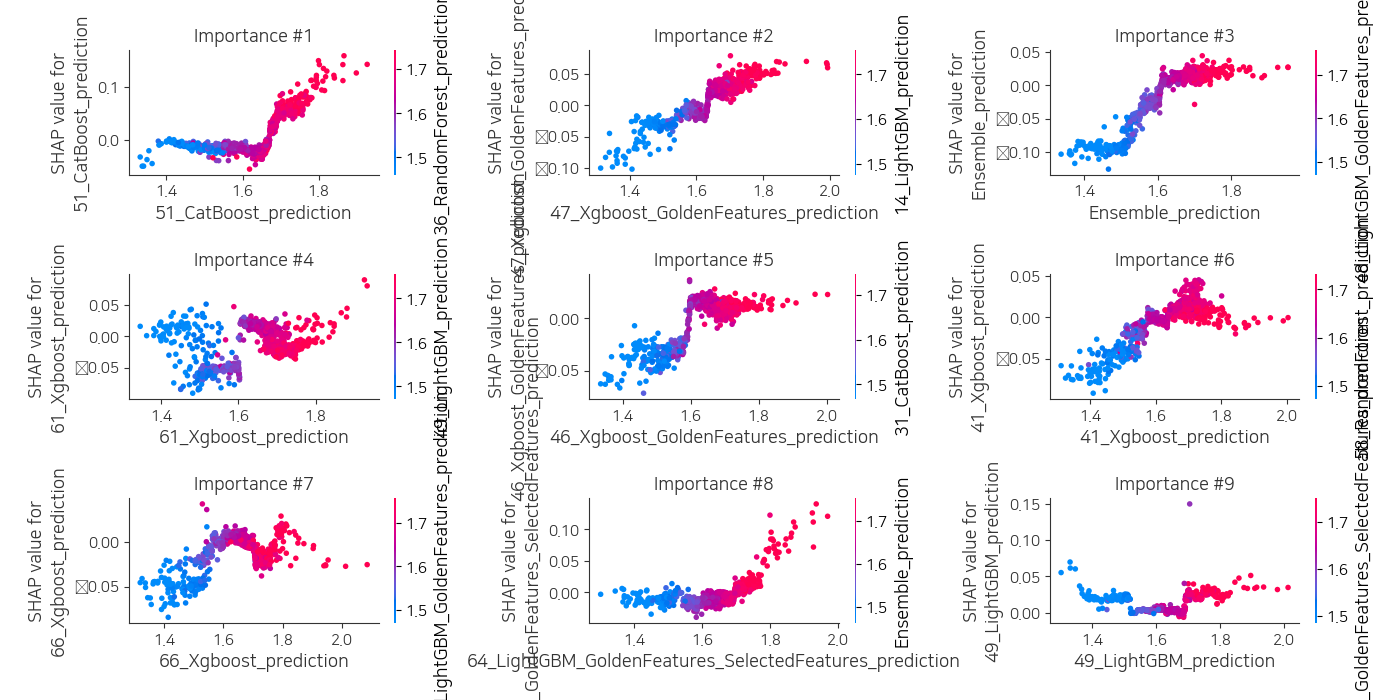 Importance #1
SHAP value for
51_CatBoost_prediction
0.1
0.0
1.4
1.6
1.8
51_CatBoost_prediction
1.7
1.6
1.5
36_RandomForest_prediction
Importance #2
SHAP value for
47_Xgboost_GoldenFeatures_prediction
0.05
0.00
0.05
0.10
1.4
1.6
1.8
2.0
47_Xgboost_GoldenFeatures_prediction
1.7
1.6
1.5
14_LightGBM_prediction
Importance #3
SHAP value for
Ensemble_prediction
0.05
0.00
0.05
0.10
1.4
1.6
1.8
Ensemble_prediction
1.7
1.6
1.5
Importance #4
SHAP value for
61_Xgboost_prediction
0.05
0.00
0.05
1.4
1.6
1.8
61_Xgboost_prediction
1.7
1.6
1.5
49_LightGBM_prediction
Importance #5
SHAP value for
46_Xgboost_GoldenFeatures_prediction
0.00
0.05
1.4
1.6
1.8
2.0
46_Xgboost_GoldenFeatures_prediction
1.7
1.6
1.5
31_CatBoost_prediction
Importance #6
SHAP value for
41_Xgboost_prediction
0.05
0.00
0.05
1.4
1.6
1.8
2.0
41_Xgboost_prediction
1.7
1.6
1.5
Importance #7
SHAP value for
66_Xgboost_prediction
0.00
0.05
1.4
1.6
1.8
2.0
66_Xgboost_prediction
1.7
1.6
1.5
LightGBM_GoldenFeatures_prediction
Importance #8
SHAP value for
_GoldenFeatures_SelectedFeatures_prediction
0.10
0.05
0.00
1.4
1.6
1.8
2.0
64_LightGBM_GoldenFeatures_SelectedFeatures_prediction
1.7
1.6
1.5
Ensemble_prediction
Importance #9
SHAP value for
49_LightGBM_prediction
0.15
0.10
0.05
0.00
1.4
1.6
1.8
2.0
49_LightGBM_prediction
1.7
1.6
1.5
_GoldenFeatures_SelectedFeatures_prediction